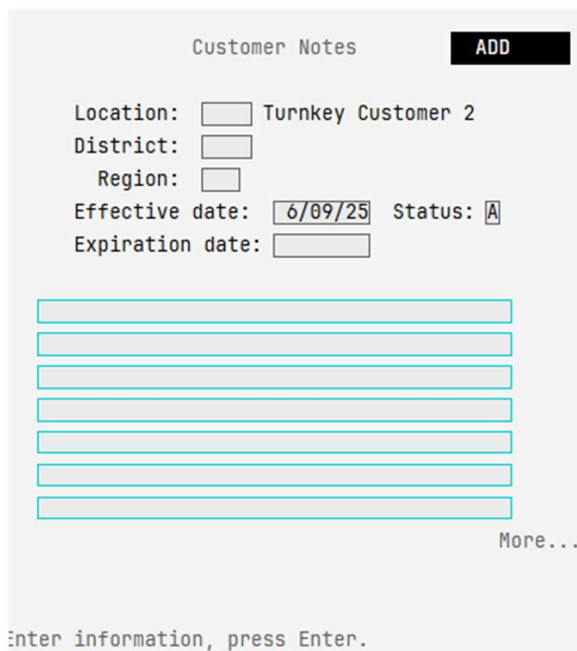 Customer Notes ADD
Location: Turnkey Customer 2
District:
Region:
Effective date: 6/09/25 Status: A
Expiration date:
More...
Enter information, press Enter.